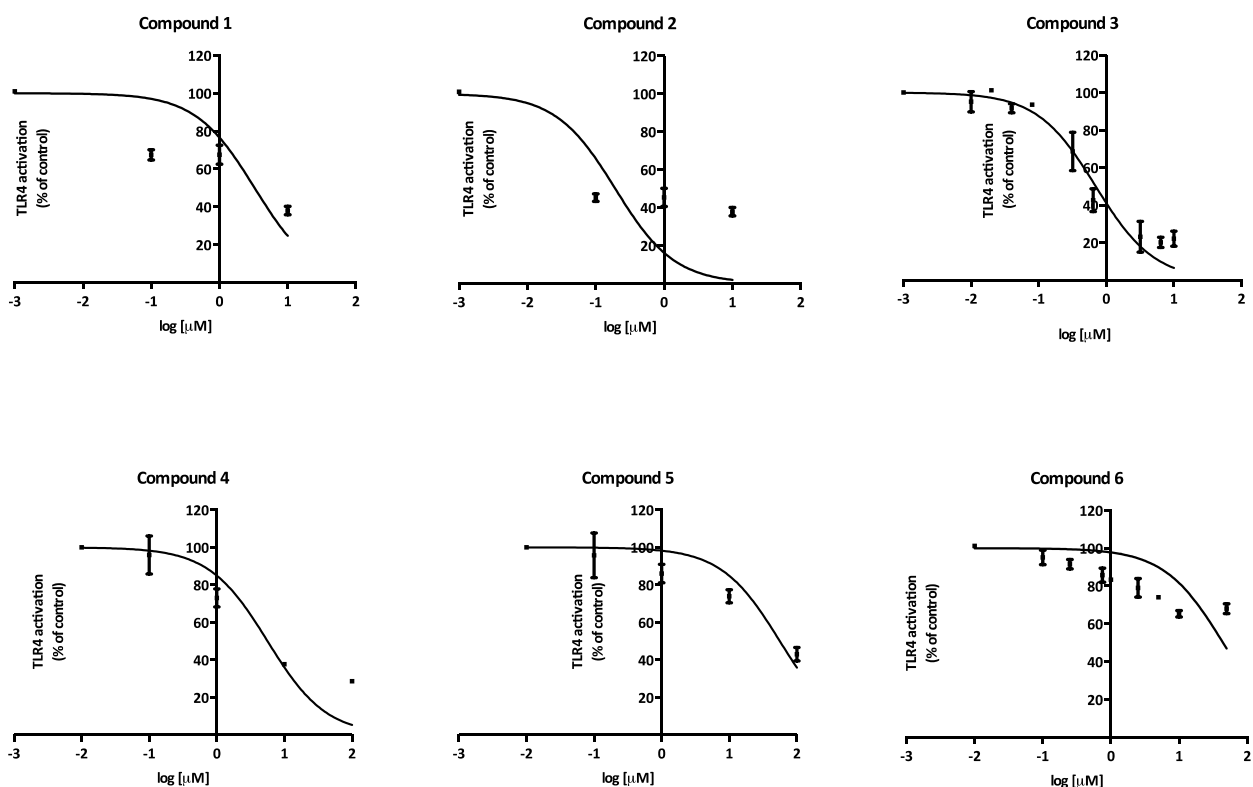 Compound 1
120
100
80
60
40
20
-3 -2 -1 0 1 2
TLR4 activation
(% of control)
log [μM]
Compound 2
120
100
80
60
40
20
-3 -2 -1 0 1 2
TLR4 activation
(% of control)
log [μM]
Compound 3
120
100
80
60
40
20
-3 -2 -1 0 1 2
TLR4 activation
(% of control)
log [μM]
Compound 4
120
100
80
60
40
20
-3 -2 -1 0 1 2
TLR4 activation
(% of control)
log [μM]
Compound 5
120
100
80
60
40
20
-3 -2 -1 0 1 2
TLR4 activation
(% of control)
log [μM]
Compound 6
120
100
80
60
40
20
-3 -2 -1 0 1 2
TLR4 activation
(% of control)
log [μM]